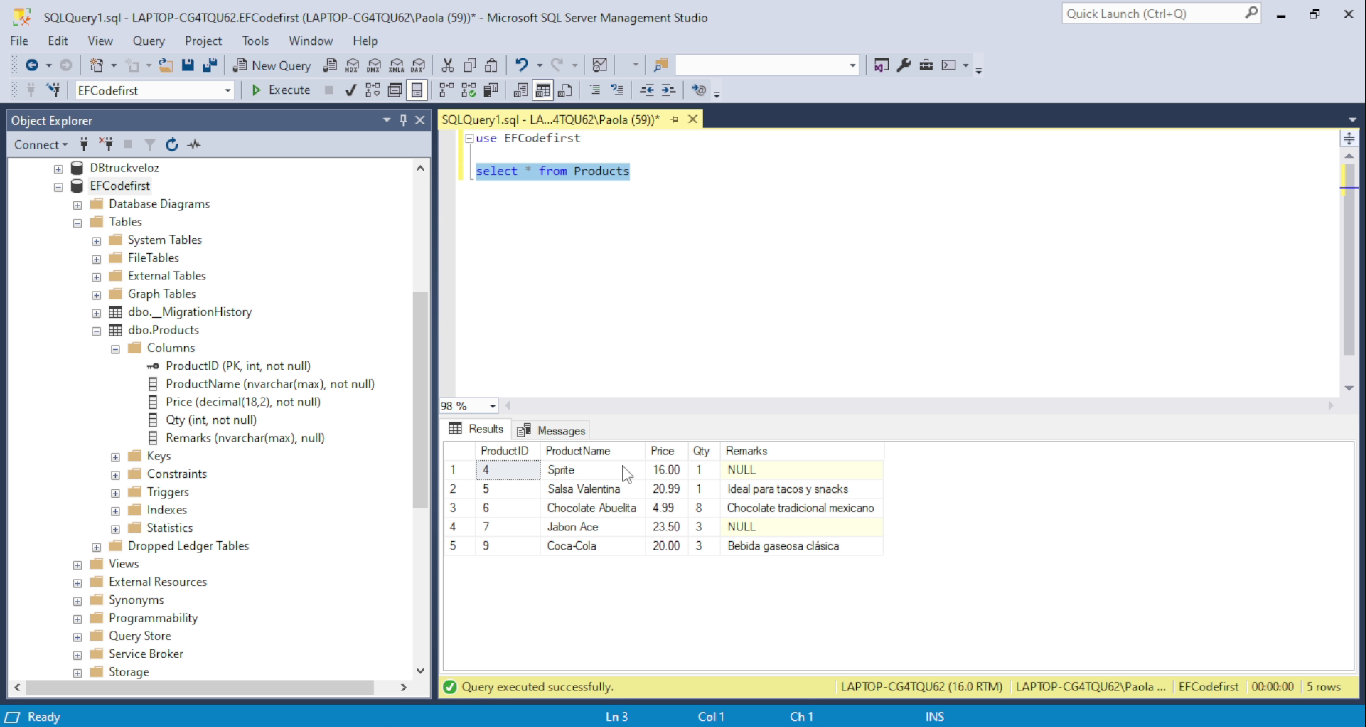 SQLQuery1.sql - LAPTOP-CG4TQU62.EFCodefirst (LAPTOP-CG4TQU62\Paola (59))* - Microsoft SQL Server Management Studio
Quick Launch (Ctrl+Q)
File Edit View Query Project Tools Window Help
New Query
EFCodefirst
Execute
Object Explorer
Connect
DBtruckveloz
EFCodefirst
Database Diagrams
Tables
System Tables
FileTables
External Tables
Graph Tables
dbo.__MigrationHistory
dbo.Products
Columns
ProductID (PK, int, not null)
ProductName (nvarchar(max), not null)
Price (decimal(18,2), not null)
Qty (int, not null)
Remarks (nvarchar(max), null)
Keys
Constraints
Triggers
Indexes
Statistics
Dropped Ledger Tables
Views
External Resources
Synonyms
Programmability
Query Store
Service Broker
Storage
SQLQuery1.sql - LA...4TQU62\Paola (59))*
use EFCodefirst
select * from Products
98 %
Results Messages
ProductID ProductName Price Qty Remarks
1 4 Sprite 16.00 1 NULL
2 5 Salsa Valentina 20.99 1 Ideal para tacos y snacks
3 6 Chocolate Abuelita 4.99 8 Chocolate tradicional mexicano
4 7 Jabon Ace 23.50 3 NULL
5 9 Coca-Cola 20.00 3 Bebida gaseosa clásica
Query executed successfully. LAPTOP-CG4TQU62 (16.0 RTM) LAPTOP-CG4TQU62\Paola ... EFCodefirst 00:00:00 5 rows
Ready Ln 3 Col 1 Ch 1 INS